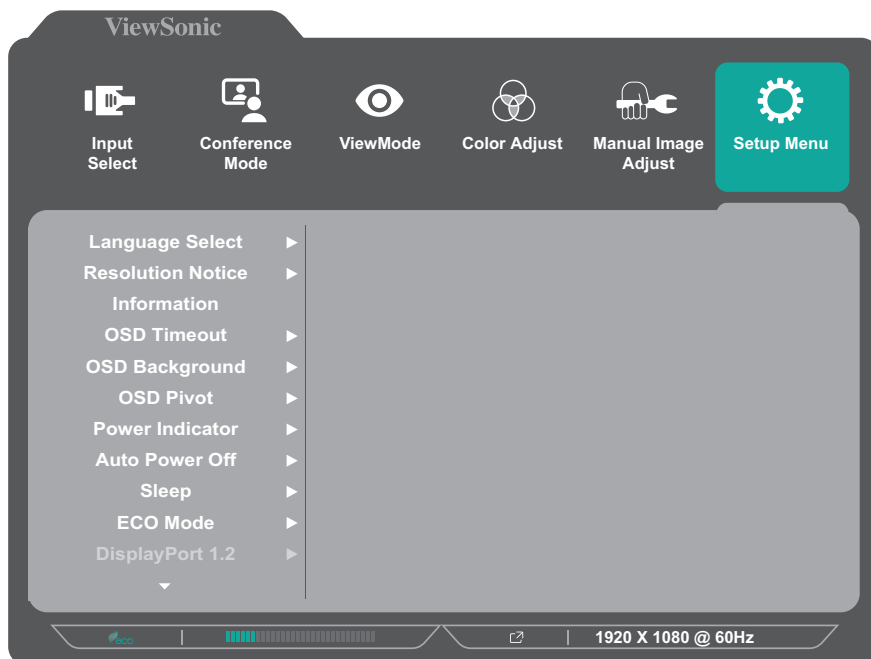 ViewSonic
Input
Select
Conference
Mode
ViewMode
Color Adjust
Manual Image
Adjust
Setup Menu
Language Select
Resolution Notice
Information
OSD Timeout
OSD Background
OSD Pivot
Power Indicator
Auto Power Off
Sleep
ECO Mode
DisplayPort 1.2
eco
1920 X 1080 @ 60Hz